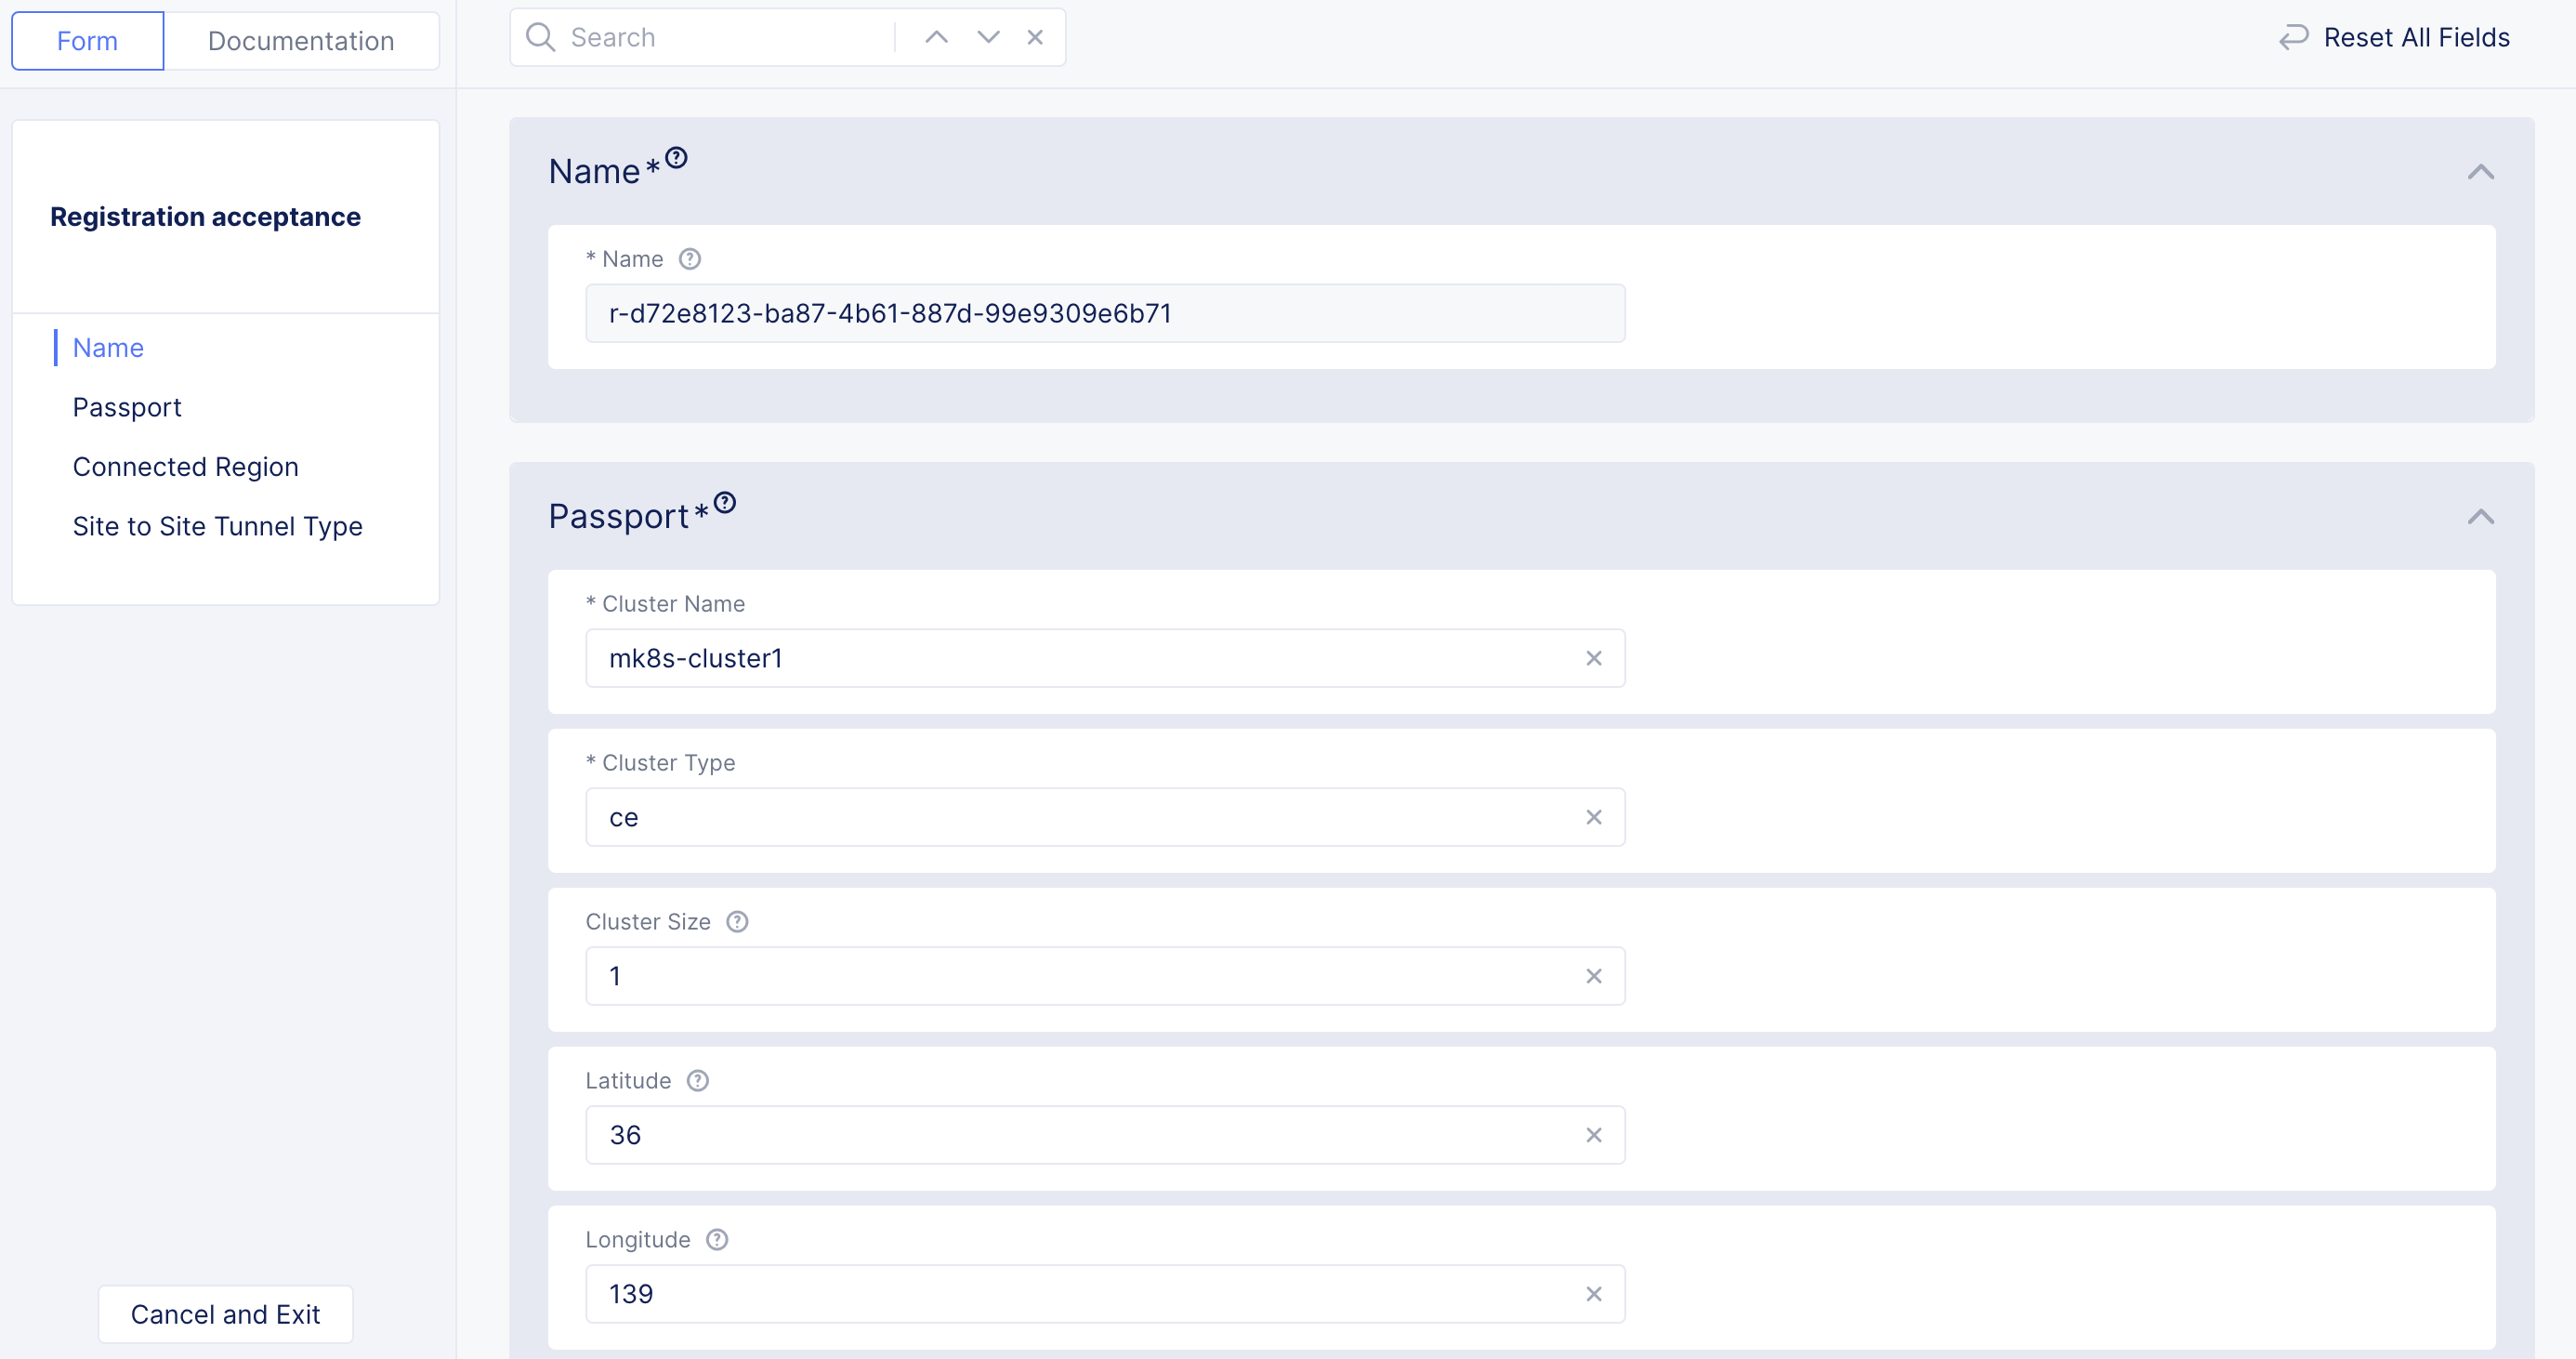 Form
Documentation
Search
Reset All Fields
Registration acceptance
Name
Passport
Connected Region
Site to Site Tunnel Type
Cancel and Exit
Name*
* Name
r-d72e8123-ba87-4b61-887d-99e9309e6b71
Passport*
* Cluster Name
mk8s-cluster1
* Cluster Type
ce
Cluster Size
1
Latitude
36
Longitude
139